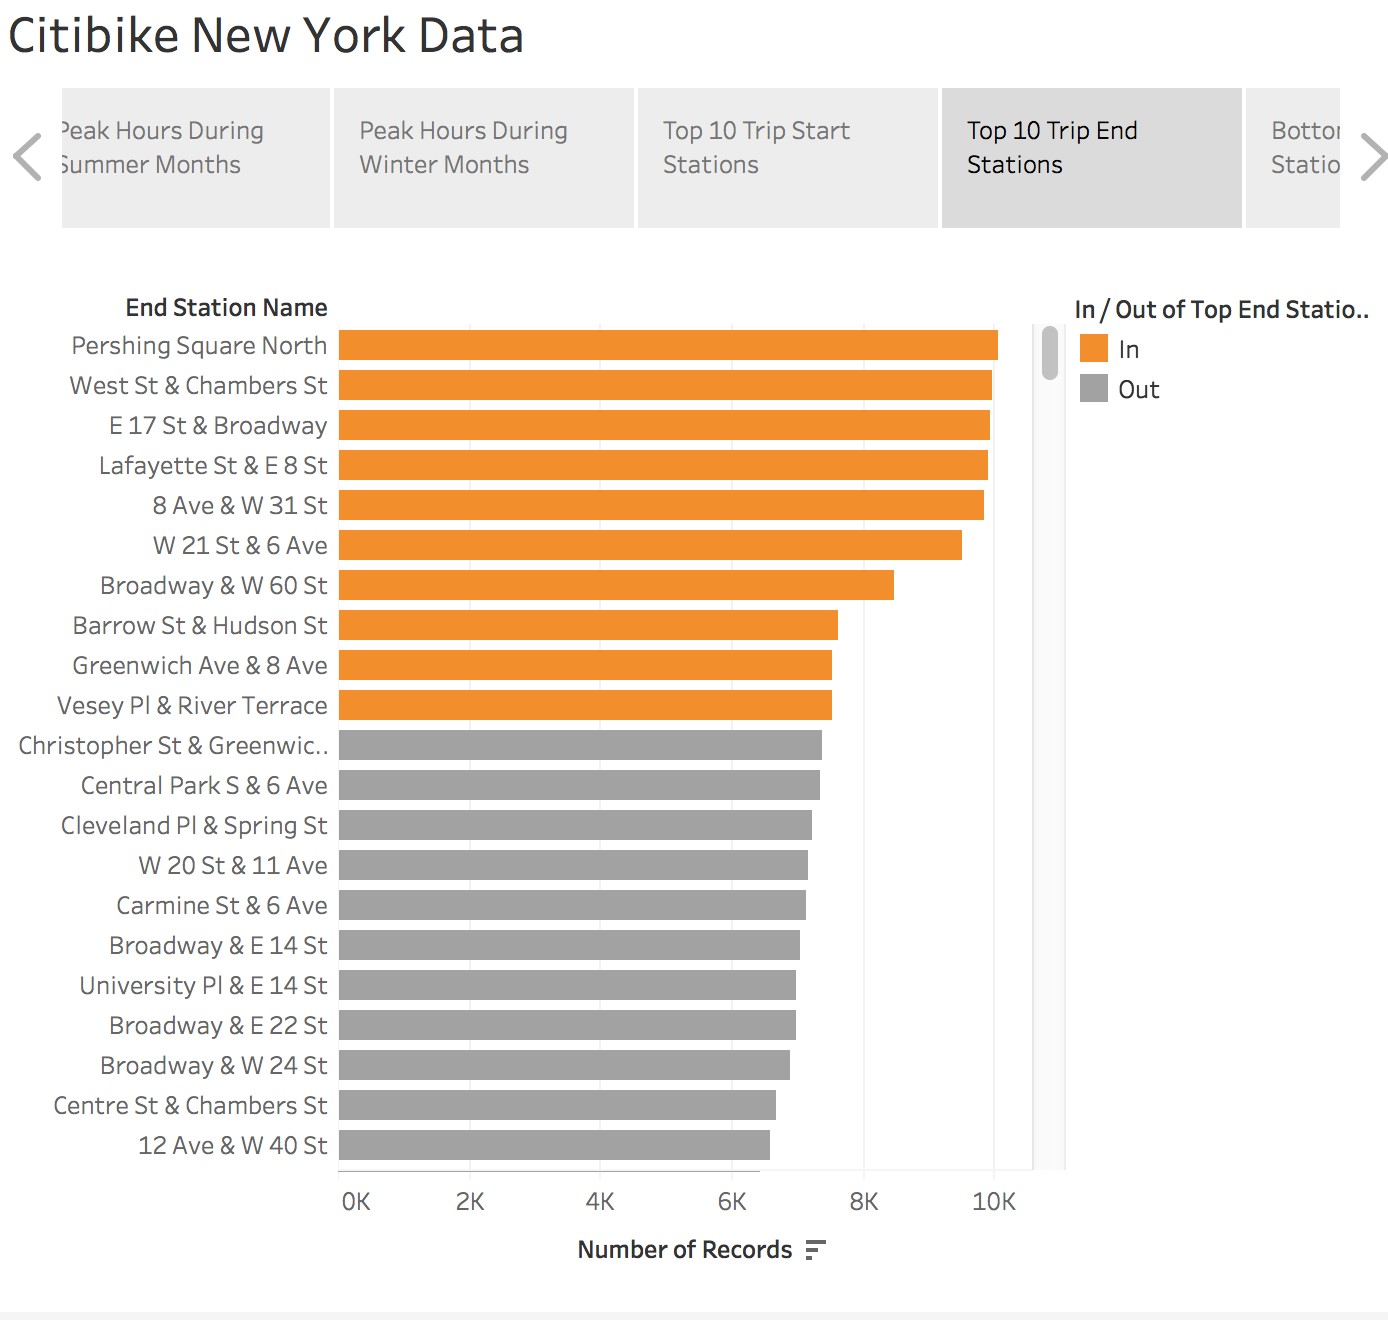 Citibike New York Data
Peak Hours During
Summer Months
Peak Hours During
Winter Months
Top 10 Trip Start
Stations
Top 10 Trip End
Stations
End Station Name
In / Out of Top End Statio..
In
Out
Pershing Square North
West St & Chambers St
E 17 St & Broadway
Lafayette St & E 8 St
8 Ave & W 31 St
W 21 St & 6 Ave
Broadway & W 60 St
Barrow St & Hudson St
Greenwich Ave & 8 Ave
Vesey Pl & River Terrace
Christopher St & Greenwic..
Central Park S & 6 Ave
Cleveland Pl & Spring St
W 20 St & 11 Ave
Carmine St & 6 Ave
Broadway & E 14 St
University Pl & E 14 St
Broadway & E 22 St
Broadway & W 24 St
Centre St & Chambers St
12 Ave & W 40 St
0K 2K 4K 6K 8K 10K
Number of Records